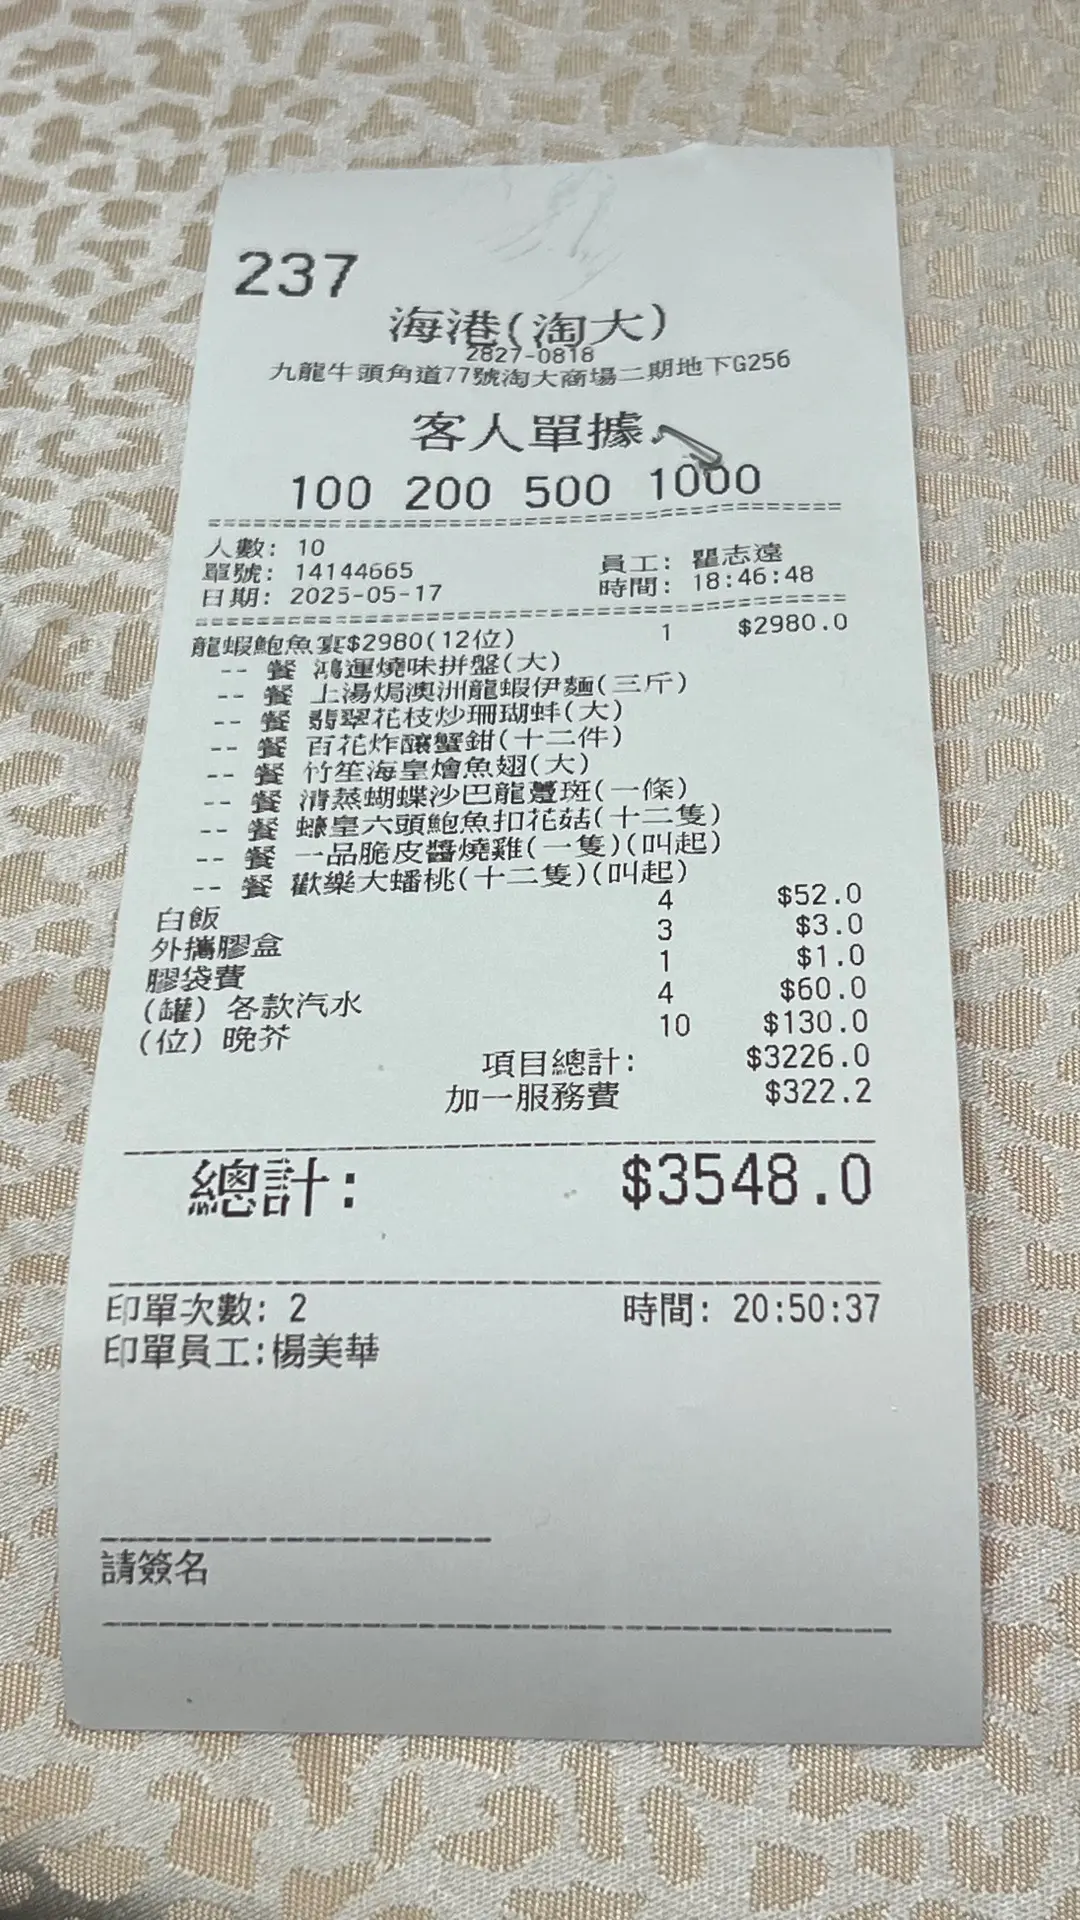 237
海港(淘大)
2827-0818
九龍牛頭角道77號淘大商場二期地下G256
客人單據
100 200 500 1000
人數: 10
單號: 14144665 員工: 瞿志遠
日期: 2025-05-17 時間: 18:46:48
龍蝦鮑魚宴$2980(12位) 1 $2980.0
-- 餐 鴻運燒味拼盤(大)
-- 餐 上湯焗澳洲龍蝦伊麵(三斤)
-- 餐 翡翠花枝炒珊瑚蚌(大)
-- 餐 百花炸釀蟹鉗(十二件)
-- 餐 竹笙海皇燴魚翅(大)
-- 餐 清蒸蝴蝶沙巴龍躉斑(一條)
-- 餐 蠔皇六頭鮑魚扣花菇(十二隻)
-- 餐 一品脆皮醬燒雞(一隻)(叫起)
-- 餐 歡樂大蟠桃(十二隻)(叫起)
白飯 4 $52.0
外攜膠盒 3 $3.0
膠袋費 1 $1.0
(罐) 各款汽水 4 $60.0
(位) 晚芥 10 $130.0
項目總計: $3226.0
加一服務費 $322.2
總計: $3548.0
印單次數: 2 時間: 20:50:37
印單員工:楊美華
請簽名